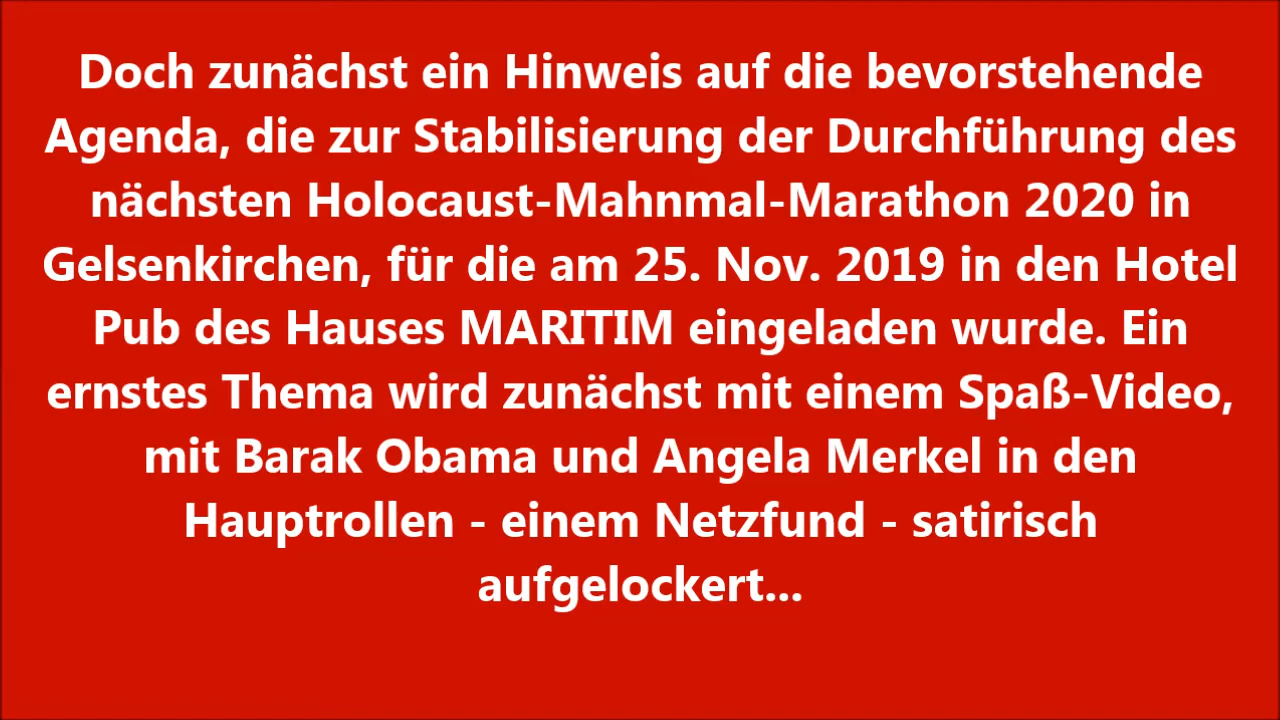 Doch zunächst ein Hinweis auf die bevorstehende
Agenda, die zur Stabilisierung der Durchführung des
nächsten Holocaust-Mahnmal-Marathon 2020 in
Gelsenkirchen, für die am 25. Nov. 2019 in den Hotel
Pub des Hauses MARITIM eingeladen wurde. Ein
ernstes Thema wird zunächst mit einem Spaß-Video,
mit Barak Obama und Angela Merkel in den
Hauptrollen - einem Netzfund - satirisch
aufgelockert...